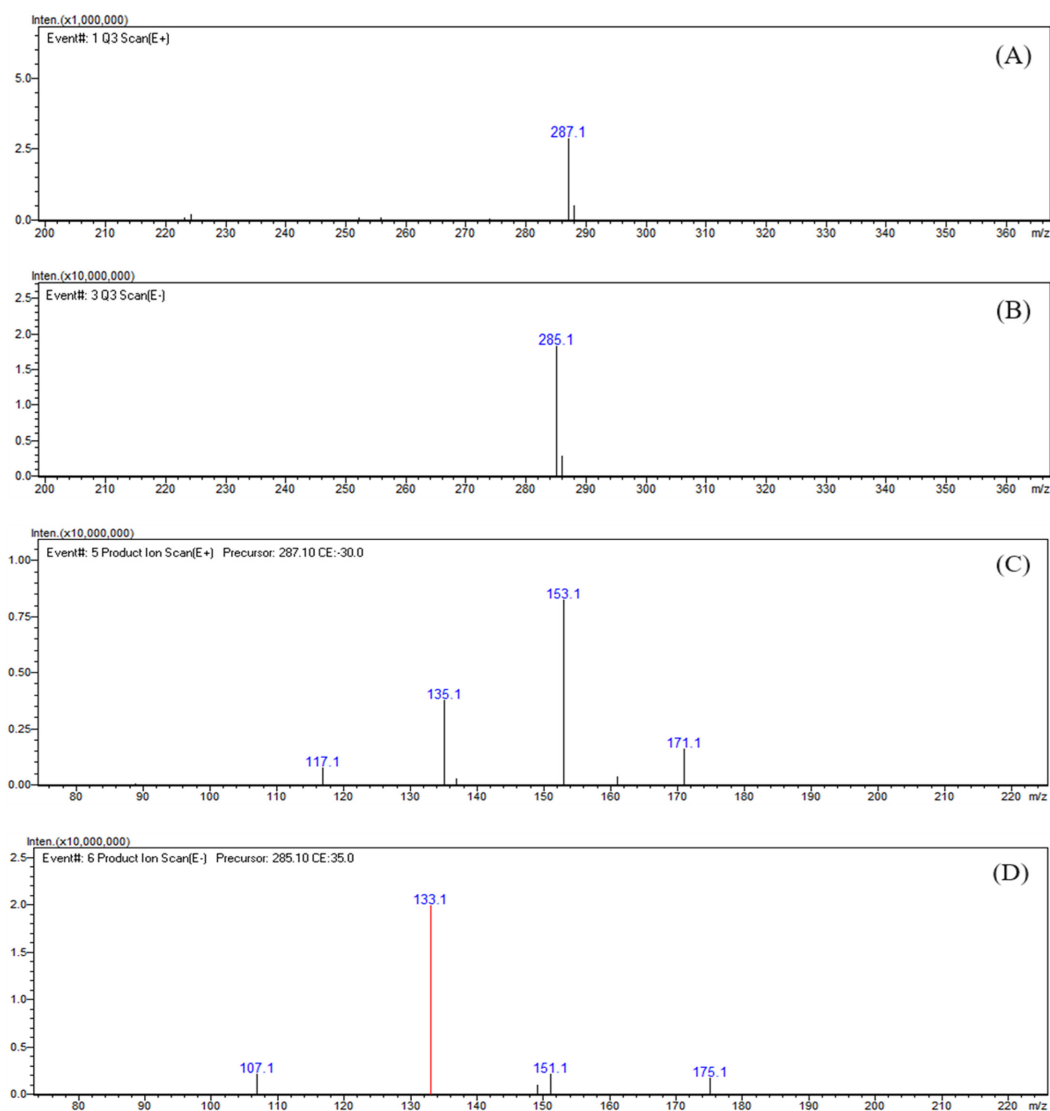 Inten.(x1,000,000)
Event#: 1 Q3 Scan(E+)
(A)
5.0
287.1
2.5
0.0
200 210 220 230 240 250 260 270 280 290 300 310 320 330 340 350 360 m/z
Inten.(x10,000,000)
2.5
Event#: 3 Q3 Scan(E-)
(B)
2.0
285.1
1.5
1.0
0.5
0.0
200 210 220 230 240 250 260 270 280 290 300 310 320 330 340 350 360 m/z
Inten.(x10,000,000)
1.00
Event#: 5 Product Ion Scan(E+) Precursor: 287.10 CE:-30.0
(C)
153.1
0.75
0.50
135.1
0.25
171.1
117.1
0.00
80 90 100 110 120 130 140 150 160 170 180 190 200 210 220 m/z
Inten.(x10,000,000)
2.5
Event#: 6 Product Ion Scan(E-) Precursor: 285.10 CE:35.0
(D)
133.1
2.0
1.5
1.0
0.5
107.1
151.1
175.1
0.0
80 90 100 110 120 130 140 150 160 170 180 190 200 210 220 m/z